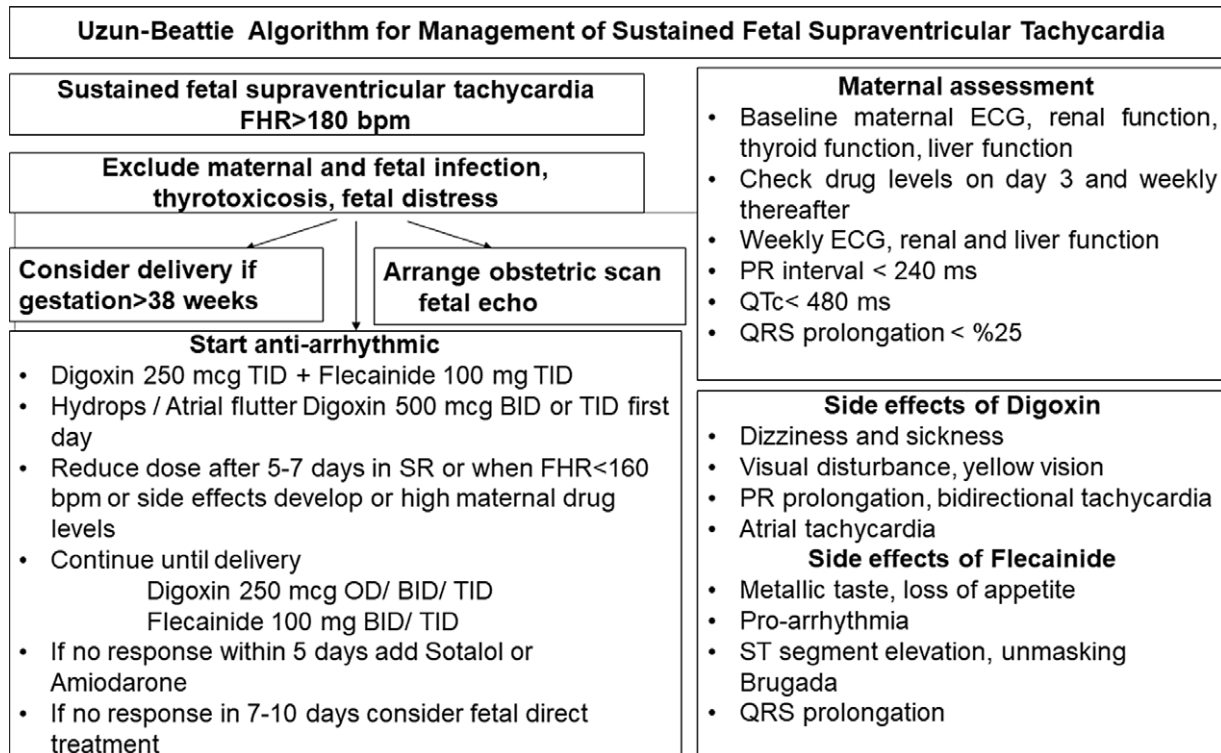 Uzun-Beattie Algorithm for Management of Sustained Fetal Supraventricular Tachycardia
Sustained fetal supraventricular tachycardia
FHR>180 bpm
Exclude maternal and fetal infection,
thyrotoxicosis, fetal distress
Consider delivery if
gestation>38 weeks
Arrange obstetric scan
fetal echo
Start anti-arrhythmic
• Digoxin 250 mcg TID + Flecainide 100 mg TID
• Hydrops / Atrial flutter Digoxin 500 mcg BID or TID first
day
• Reduce dose after 5-7 days in SR or when FHR<160
bpm or side effects develop or high maternal drug
levels
• Continue until delivery
Digoxin 250 mcg OD/ BID/ TID
Flecainide 100 mg BID/ TID
• If no response within 5 days add Sotalol or
Amiodarone
• If no response in 7-10 days consider fetal direct
treatment
Maternal assessment
• Baseline maternal ECG, renal function,
thyroid function, liver function
• Check drug levels on day 3 and weekly
thereafter
• Weekly ECG, renal and liver function
• PR interval < 240 ms
• QTc< 480 ms
• QRS prolongation < %25
Side effects of Digoxin
• Dizziness and sickness
• Visual disturbance, yellow vision
• PR prolongation, bidirectional tachycardia
• Atrial tachycardia
Side effects of Flecainide
• Metallic taste, loss of appetite
• Pro-arrhythmia
• ST segment elevation, unmasking
Brugada
• QRS prolongation